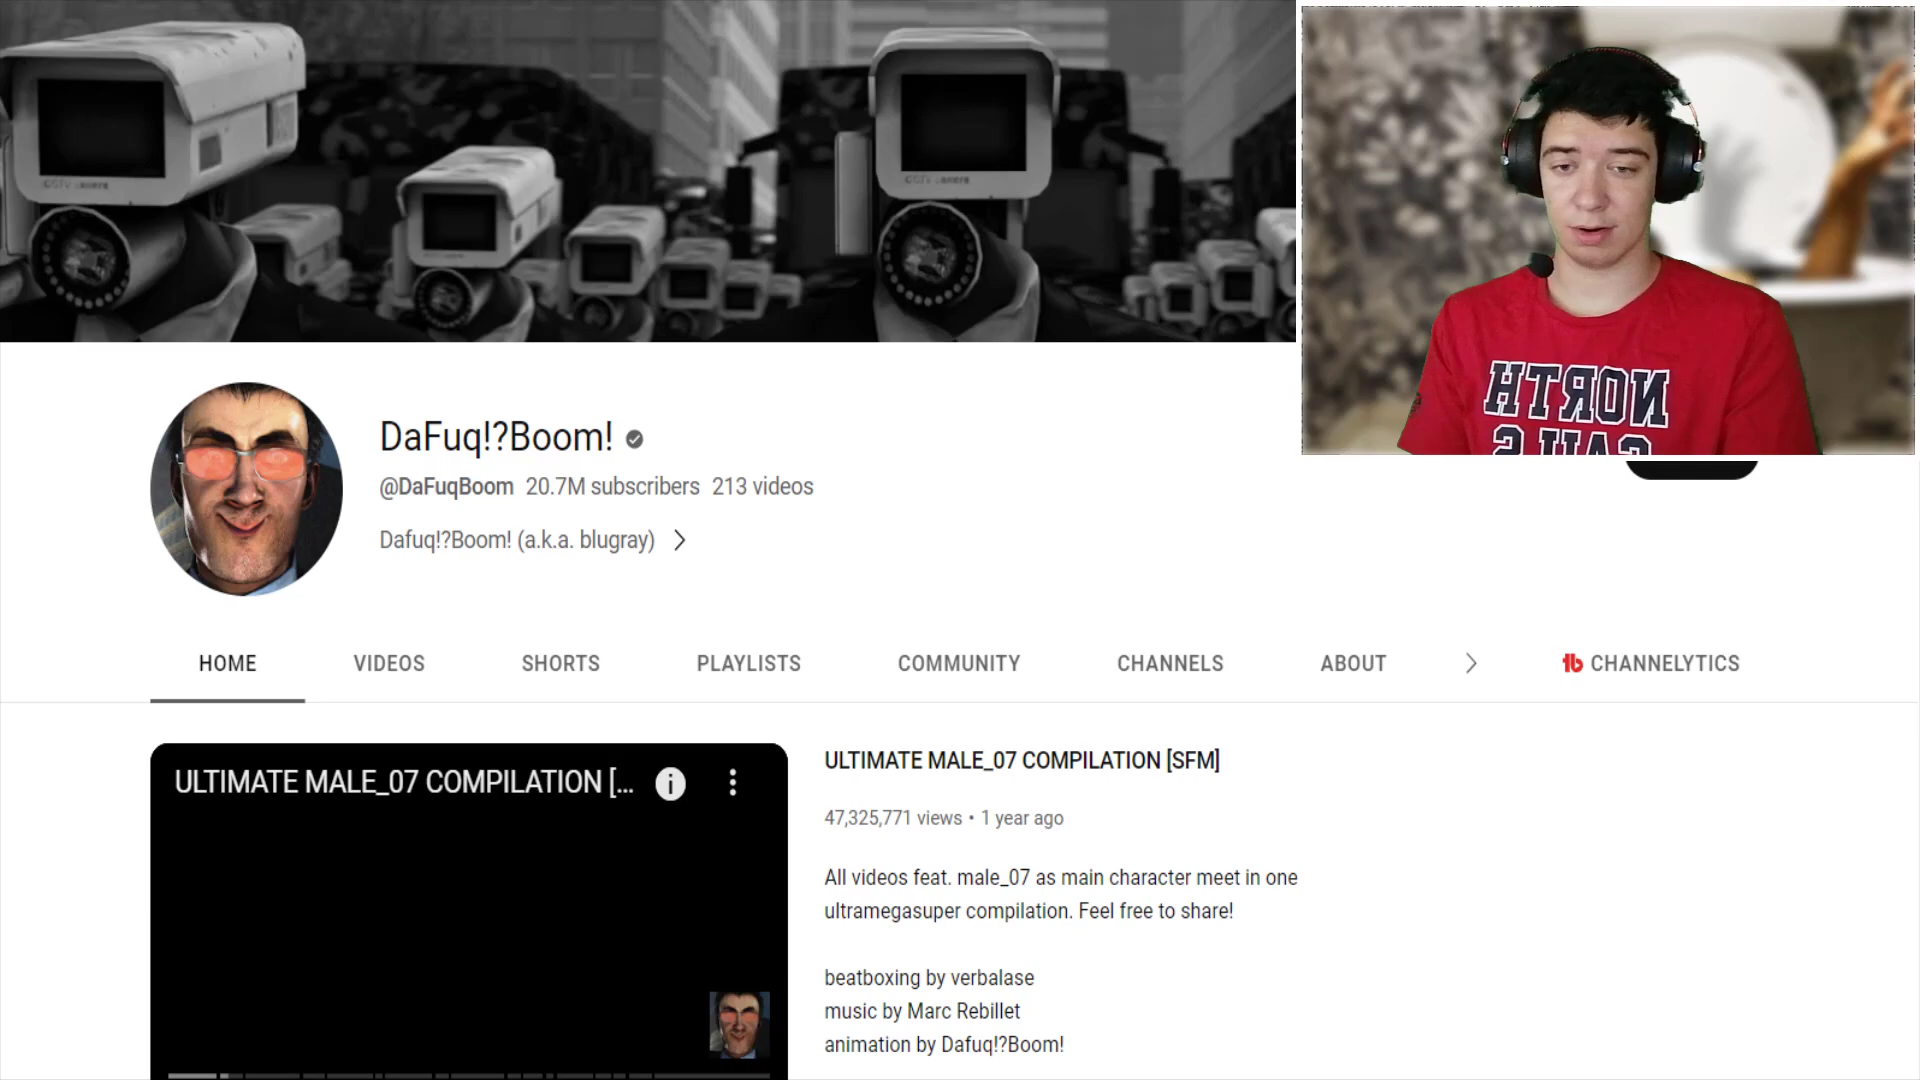 DaFuq!?Boom!
@DaFuqBoom 20.7M subscribers 213 videos
Dafuq!?Boom! (a.k.a. blugray)
HOME VIDEOS SHORTS PLAYLISTS COMMUNITY CHANNELS ABOUT CHANNELYTICS
ULTIMATE MALE_07 COMPILATION [...
ULTIMATE MALE_07 COMPILATION [SFM]
47,325,771 views • 1 year ago
All videos feat. male_07 as main character meet in one
ultramegasuper compilation. Feel free to share!
beatboxing by verbalase
music by Marc Rebillet
animation by Dafuq!?Boom!
NORTH